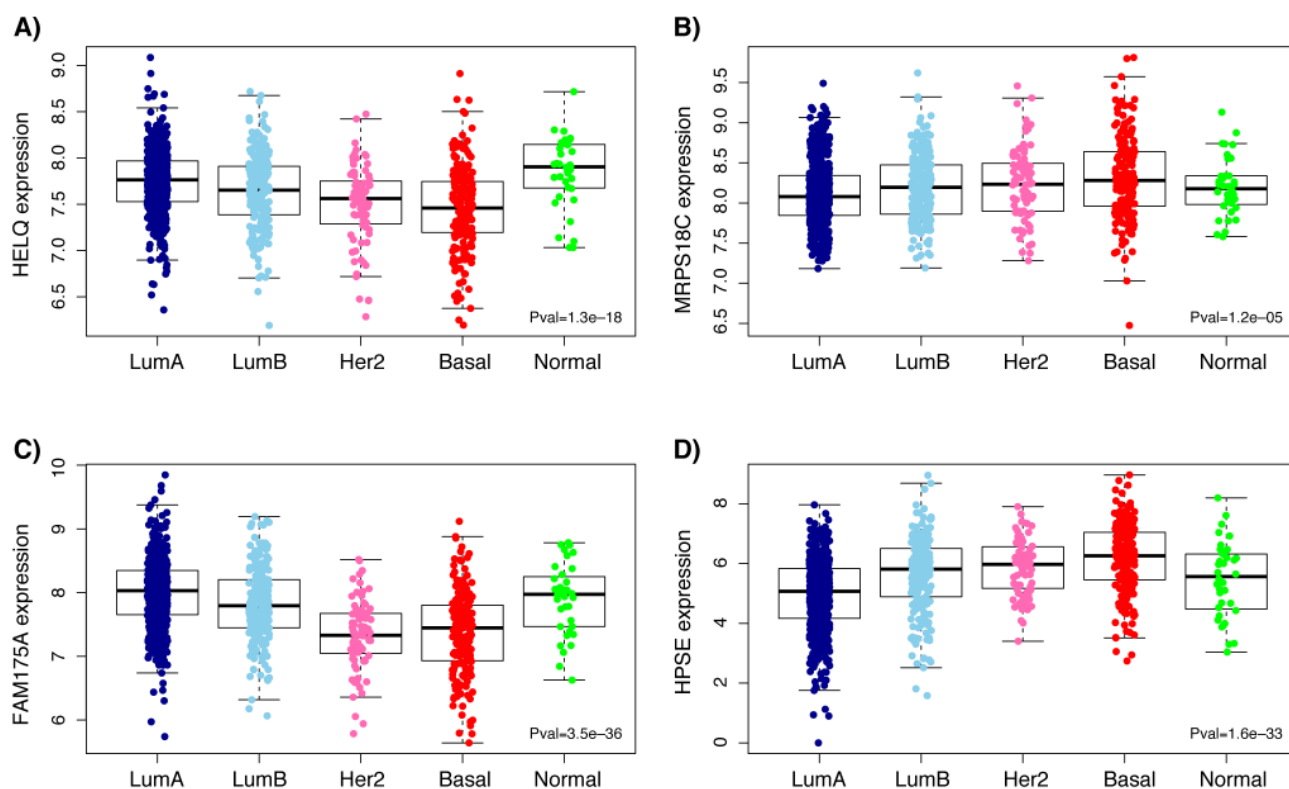 A)
HELQ expression
9.0
8.5
8.0
7.5
7.0
6.5
Pval=1.3e−18
LumA LumB Her2 Basal Normal
B)
MRPS18C expression
9.5
9.0
8.5
8.0
7.5
7.0
6.5
Pval=1.2e−05
LumA LumB Her2 Basal Normal
C)
FAM175A expression
10
9
8
7
6
Pval=3.5e−36
LumA LumB Her2 Basal Normal
D)
HPSE expression
8
6
4
2
0
Pval=1.6e−33
LumA LumB Her2 Basal Normal